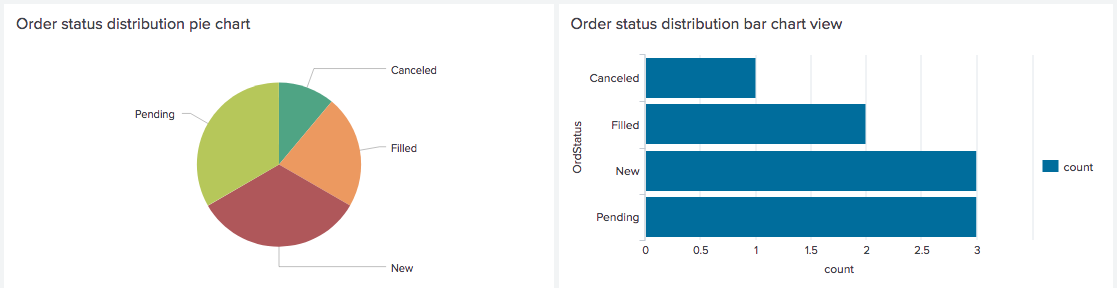 Order status distribution pie chart
Canceled
Pending
Filled
New
Order status distribution bar chart view
OrdStatus
Canceled
Filled
New
Pending
0 0.5 1 1.5 2 2.5 3
count
count